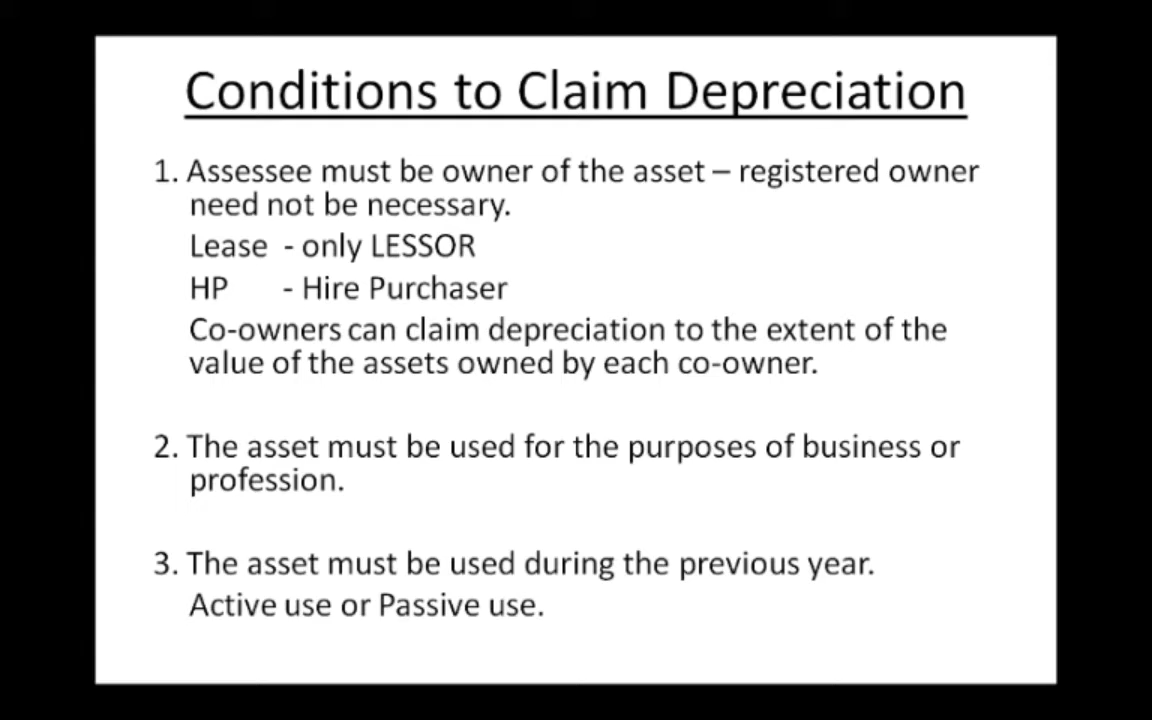 Conditions to Claim Depreciation
1. Assessee must be owner of the asset – registered owner
need not be necessary.
Lease - only LESSOR
HP - Hire Purchaser
Co-owners can claim depreciation to the extent of the
value of the assets owned by each co-owner.
2. The asset must be used for the purposes of business or
profession.
3. The asset must be used during the previous year.
Active use or Passive use.